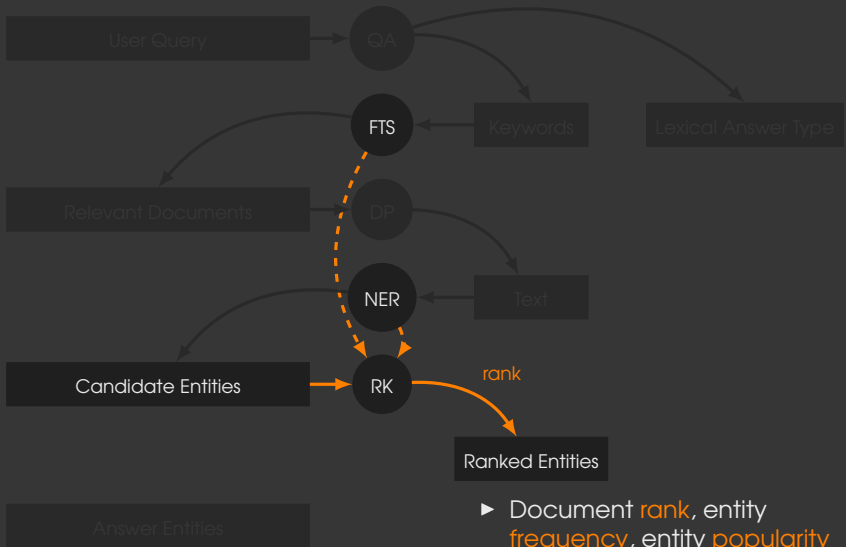 User Query
QA
FTS
Keywords
Lexical Answer Type
Relevant Documents
DP
NER
Text
Candidate Entities
RK
rank
Ranked Entities
Answer Entities
► Document rank, entity
frequency, entity popularity